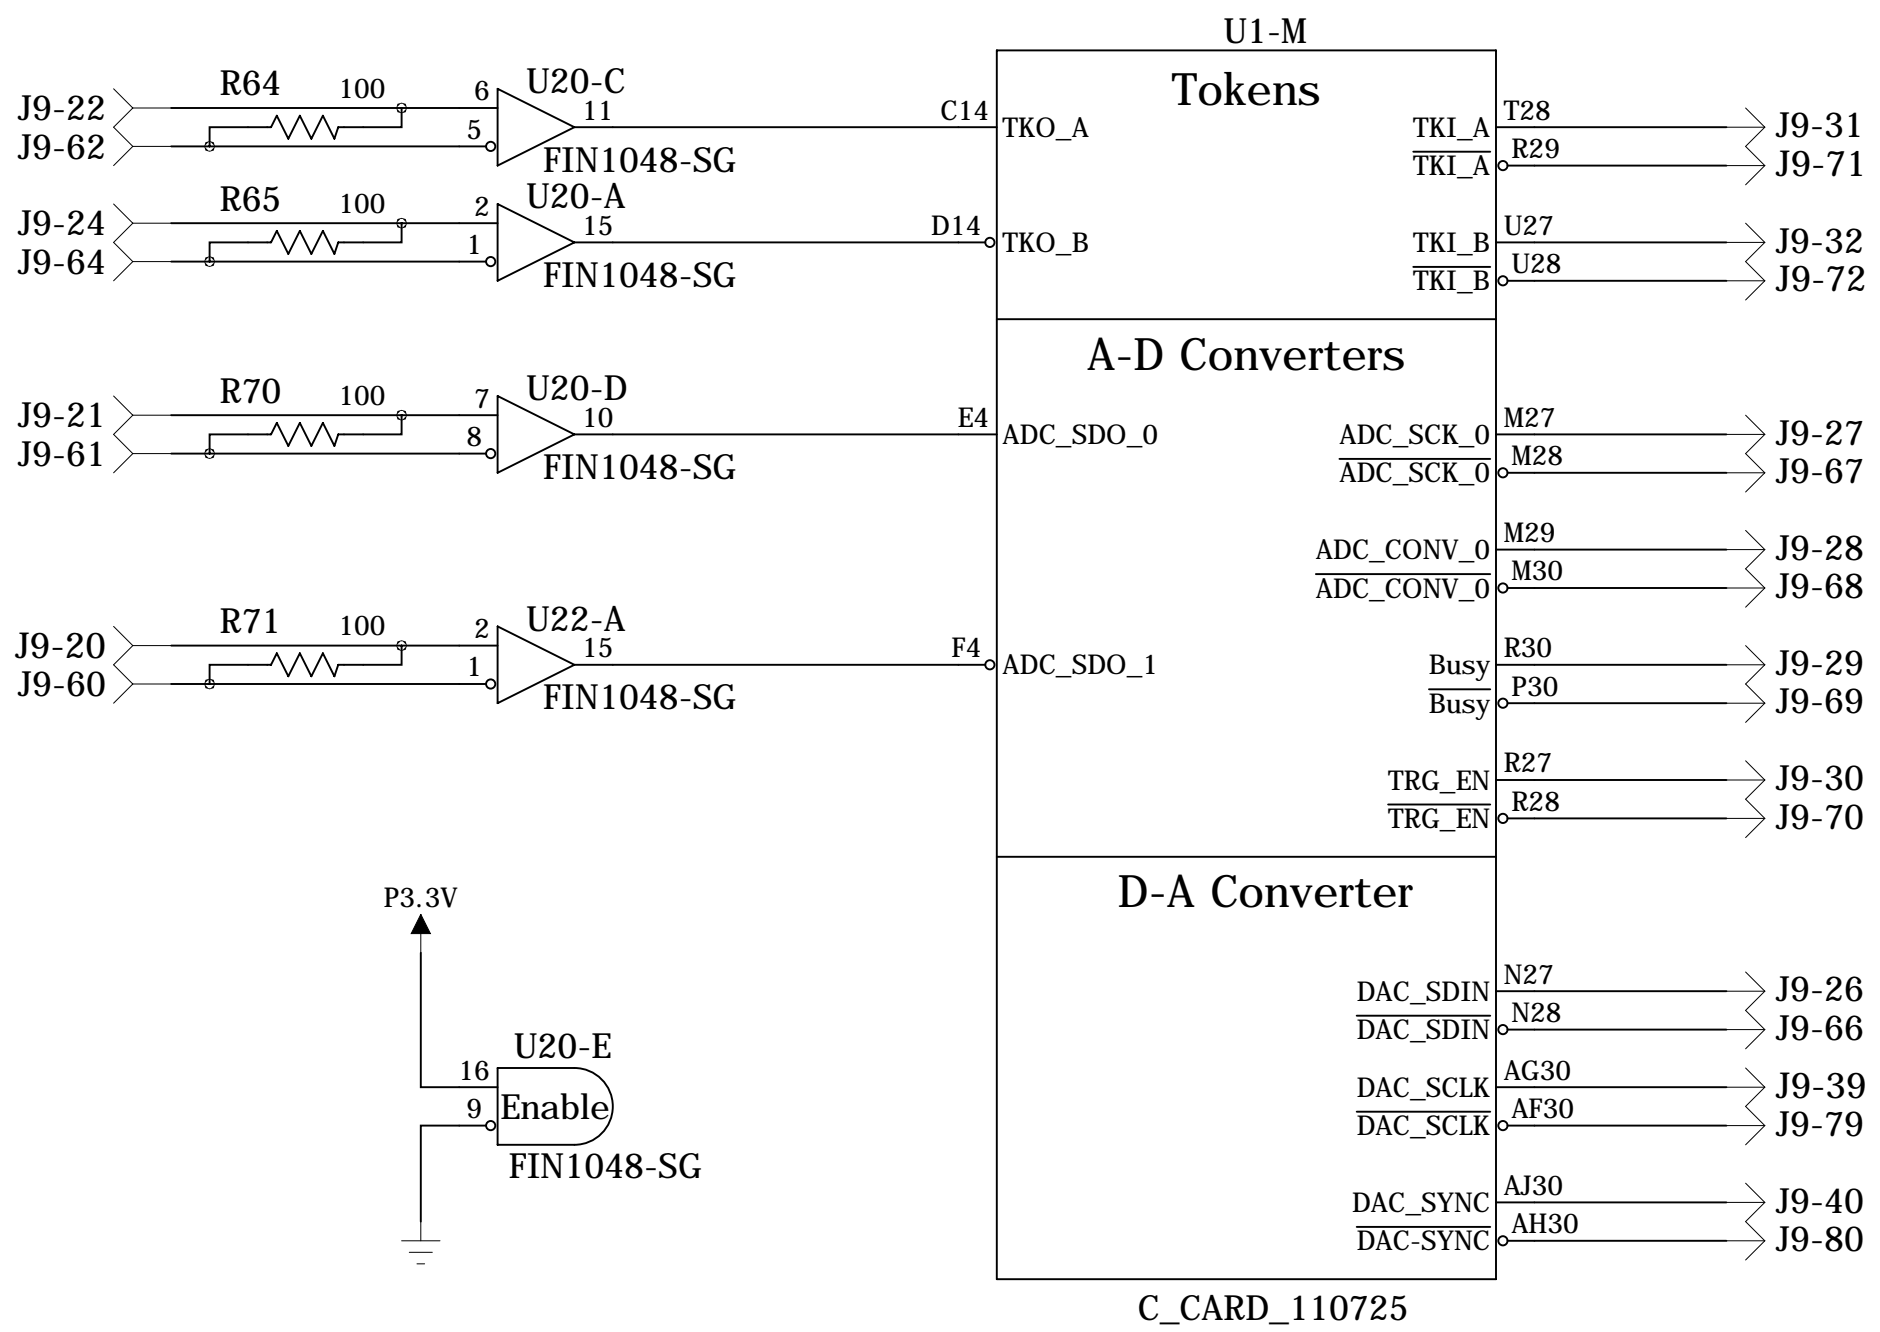 U1-M
Tokens
J9-22
J9-62
R64 100
6
5
U20-C
11
FIN1048-SG
C14
TKO_A
J9-24
J9-64
R65 100
2
1
U20-A
15
FIN1048-SG
D14
TKO_B
TKI_A T28 J9-31
TKI_A R29 J9-71
TKI_B U27 J9-32
TKI_B U28 J9-72
A-D Converters
J9-21
J9-61
R70 100
7
8
U20-D
10
FIN1048-SG
E4
ADC_SDO_0
J9-20
J9-60
R71 100
2
1
U22-A
15
FIN1048-SG
F4
ADC_SDO_1
ADC_SCK_0 M27 J9-27
ADC_SCK_0 M28 J9-67
ADC_CONV_0 M29 J9-28
ADC_CONV_0 M30 J9-68
Busy R30 J9-29
Busy P30 J9-69
TRG_EN R27 J9-30
TRG_EN R28 J9-70
D-A Converter
DAC_SDIN N27 J9-26
DAC_SDIN N28 J9-66
DAC_SCLK AG30 J9-39
DAC_SCLK AF30 J9-79
DAC_SYNC AJ30 J9-40
DAC-SYNC AH30 J9-80
P3.3V
U20-E
16
9
Enable
FIN1048-SG
C_CARD_110725